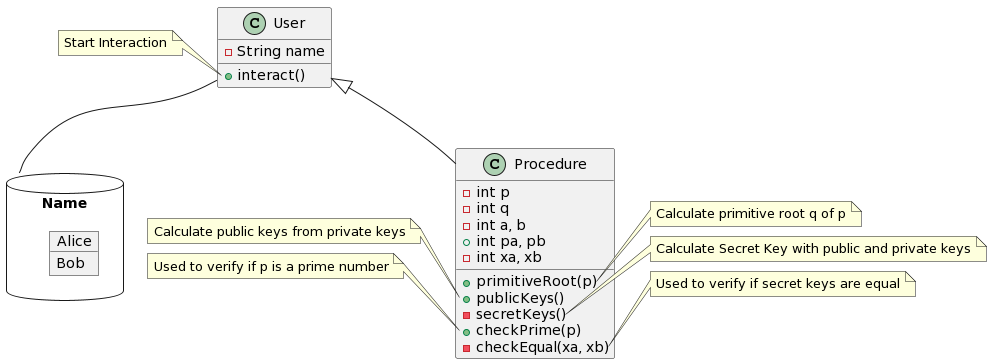 C User
String name
interact()
Start Interaction
Name
Alice
Bob
C Procedure
int p
int q
int a, b
int pa, pb
int xa, xb
primitiveRoot(p)
publicKeys()
secretKeys()
checkPrime(p)
checkEqual(xa, xb)
Calculate public keys from private keys
Used to verify if p is a prime number
Calculate primitive root q of p
Calculate Secret Key with public and private keys
Used to verify if secret keys are equal